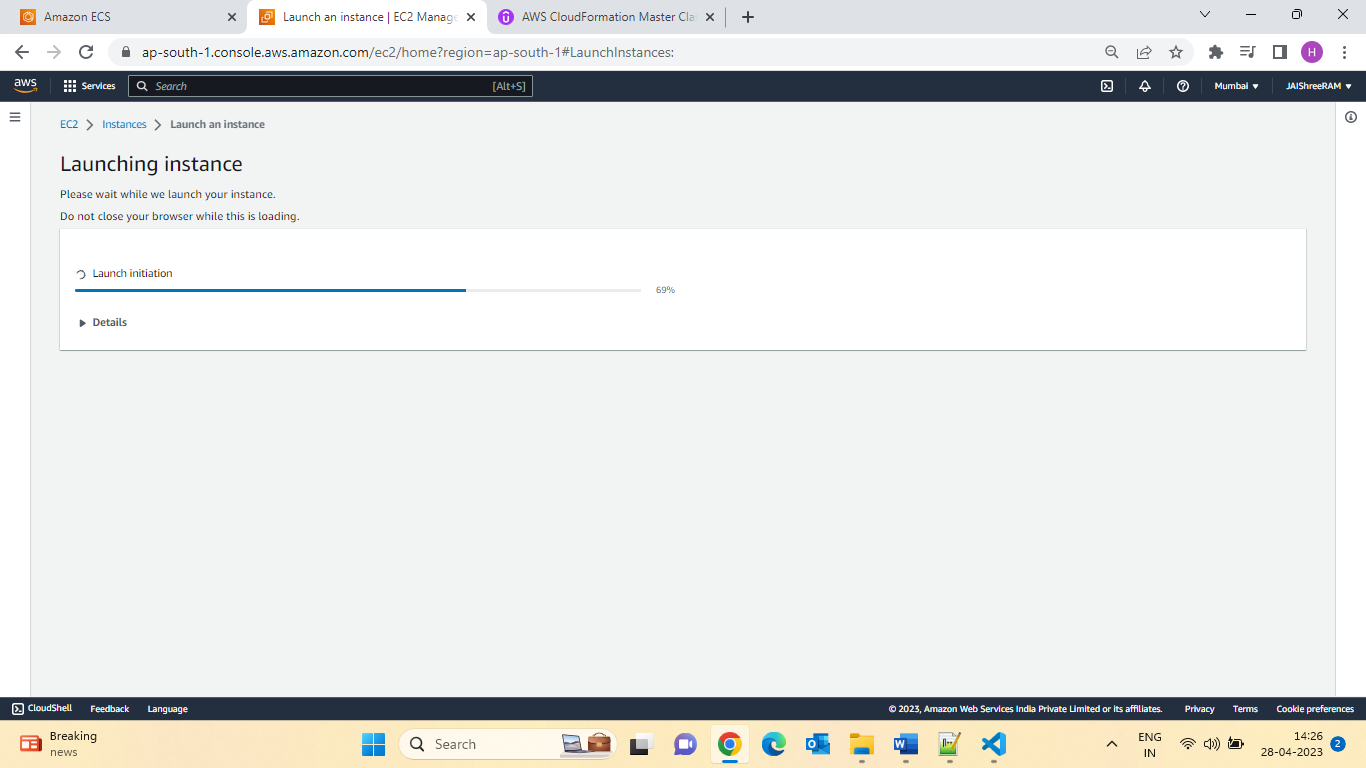 Amazon ECS
Launch an instance | EC2 Manage
AWS CloudFormation Master Cla
ap-south-1.console.aws.amazon.com/ec2/home?region=ap-south-1#LaunchInstances:
H
aws
Services
Search
[Alt+S]
Mumbai
JAIShreeRAM
EC2 Instances Launch an instance
Launching instance
Please wait while we launch your instance.
Do not close your browser while this is loading.
Launch initiation
69%
Details
CloudShell
Feedback
Language
© 2023, Amazon Web Services India Private Limited or its affiliates.
Privacy
Terms
Cookie preferences
Breaking
news
Search
ENG
IN
14:26
28-04-2023
2